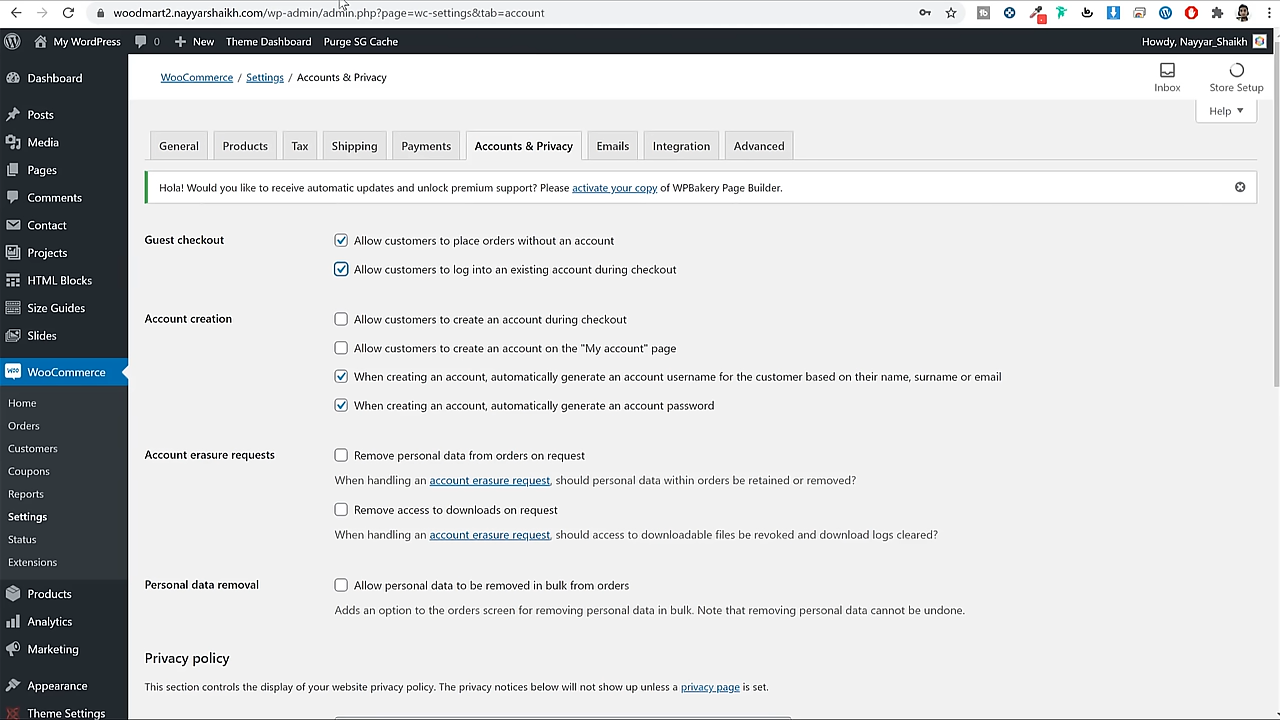 woodmart2.nayyarshaikh.com/wp-admin/admin.php?page=wc-settings&tab=account
My WordPress 0 New Theme Dashboard Purge SG Cache Howdy, Nayyar_Shaikh
Dashboard
Posts
Media
Pages
Comments
Contact
Projects
HTML Blocks
Size Guides
Slides
WooCommerce
Home
Orders
Customers
Coupons
Reports
Settings
Status
Extensions
Products
Analytics
Marketing
Appearance
Theme Settings
WooCommerce / Settings / Accounts & Privacy
Inbox
Store Setup
Help
General Products Tax Shipping Payments Accounts & Privacy Emails Integration Advanced
Hola! Would you like to receive automatic updates and unlock premium support? Please activate your copy of WPBakery Page Builder.
Guest checkout
Allow customers to place orders without an account
Allow customers to log into an existing account during checkout
Account creation
Allow customers to create an account during checkout
Allow customers to create an account on the "My account" page
When creating an account, automatically generate an account username for the customer based on their name, surname or email
When creating an account, automatically generate an account password
Account erasure requests
Remove personal data from orders on request
When handling an account erasure request, should personal data within orders be retained or removed?
Remove access to downloads on request
When handling an account erasure request, should access to downloadable files be revoked and download logs cleared?
Personal data removal
Allow personal data to be removed in bulk from orders
Adds an option to the orders screen for removing personal data in bulk. Note that removing personal data cannot be undone.
Privacy policy
This section controls the display of your website privacy policy. The privacy notices below will not show up unless a privacy page is set.